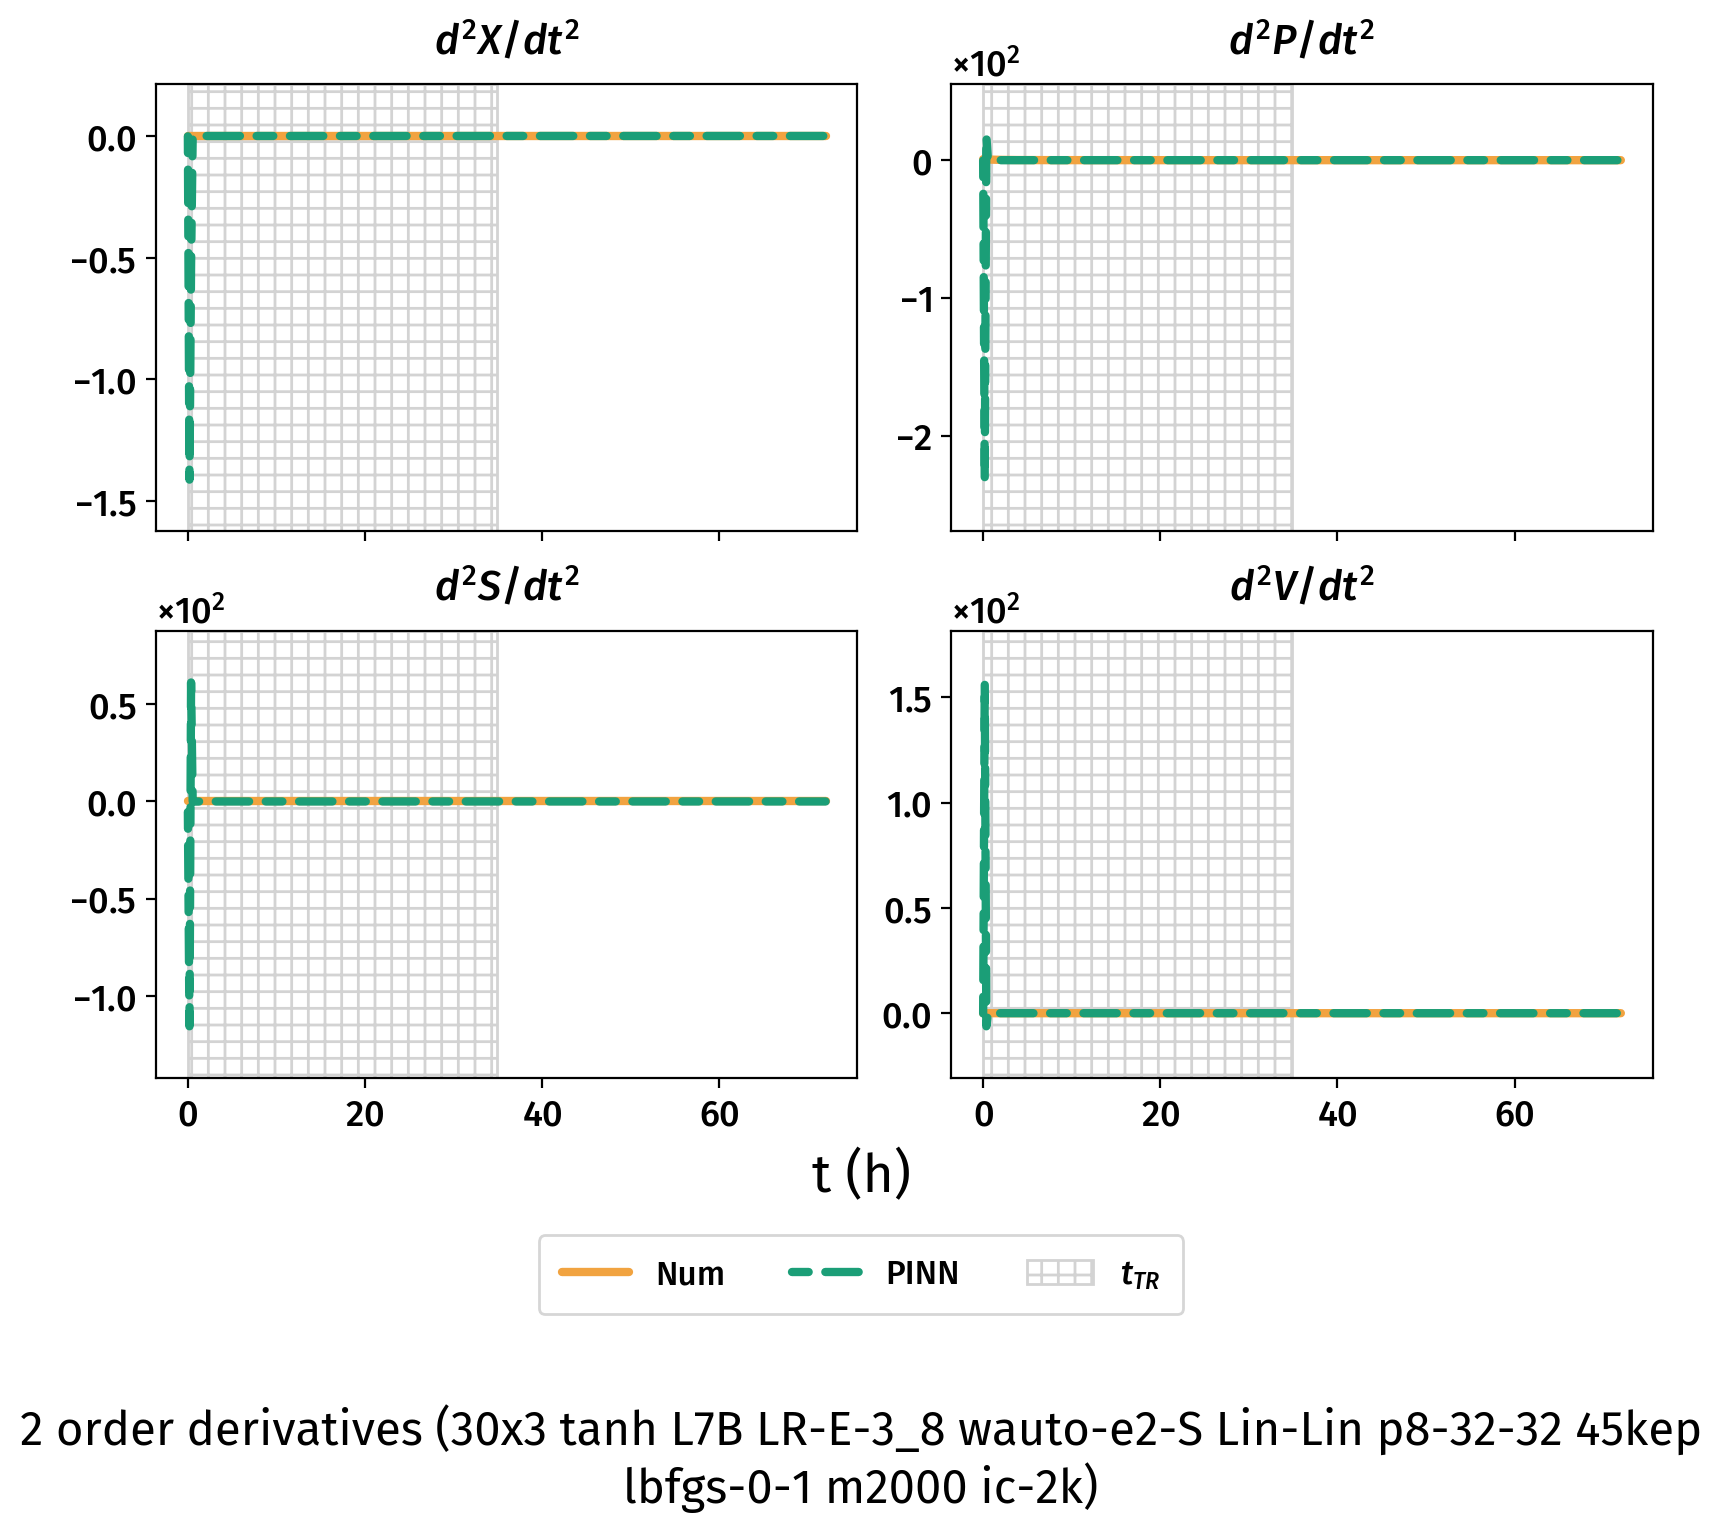 d²X/dt²
d²P/dt²
×10²
0.0
−0.5
−1.0
−1.5
0
−1
−2
d²S/dt²
d²V/dt²
×10²
×10²
0.5
0.0
−0.5
−1.0
1.5
1.0
0.5
0.0
0 20 40 60
0 20 40 60
t (h)
Num PINN t_TR
2 order derivatives (30x3 tanh L7B LR-E-3_8 wauto-e2-S Lin-Lin p8-32-32 45kep
lbfgs-0-1 m2000 ic-2k)